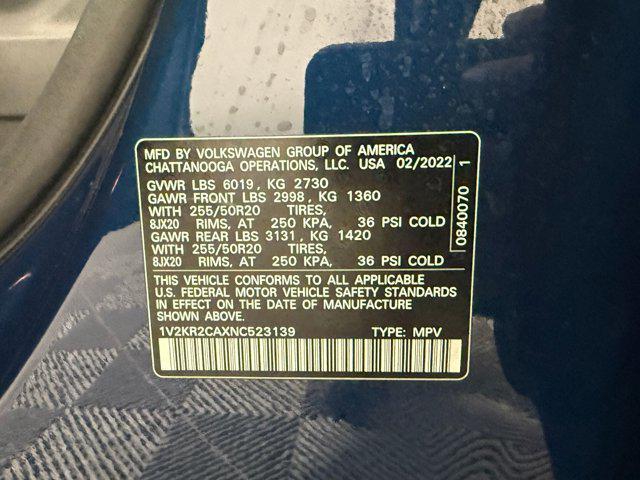 MFD BY VOLKSWAGEN GROUP OF AMERICA
CHATTANOOGA OPERATIONS, LLC. USA 02/2022
GVWR LBS 6019, KG 2730
GAWR FRONT LBS 2998, KG 1360
WITH 255/50R20 TIRES,
8JX20 RIMS, AT 250 KPA, 36 PSI COLD
GAWR REAR LBS 3131, KG 1420
WITH 255/50R20 TIRES,
8JX20 RIMS, AT 250 KPA, 36 PSI COLD
THIS VEHICLE CONFORMS TO ALL APPLICABLE
U.S. FEDERAL MOTOR VEHICLE SAFETY STANDARDS
IN EFFECT ON THE DATE OF MANUFACTURE
SHOWN ABOVE.
1V2KR2CAXNC523139 TYPE: MPV
0840070 1